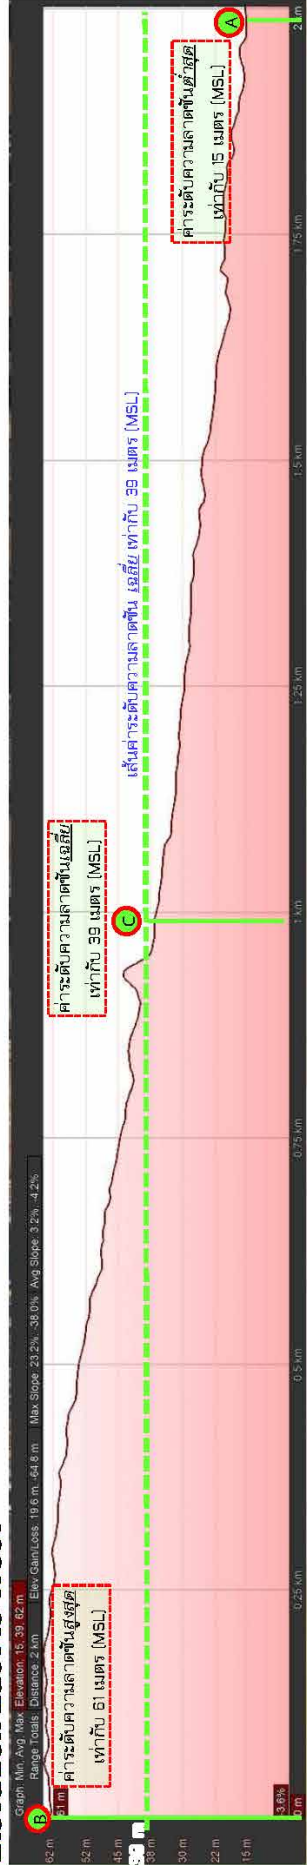 Graph: Min, Avg, Max Elevation: 15, 39, 62 m
Range Totals: Distance: 2 km Elev Gain/Loss: 19.6 m, -64.8 m Max Slope: 23.2%, -38.0% Avg Slope: 3.2%, -4.2%
B
61 m
ค่าระดับความลาดชันสูงสุด
เท่ากับ 61 เมตร (MSL)
ค่าระดับความลาดชันเฉลี่ย
เท่ากับ 39 เมตร (MSL)
C
เส้นค่าระดับความลาดชัน เฉลี่ย เท่ากับ 39 เมตร (MSL)
ค่าระดับความลาดชันต่ำสุด
เท่ากับ 15 เมตร (MSL)
A
62 m
52 m
45 m
38 m
30 m
22 m
15 m
-3.6%
0 m
0.25 km
0.5 km
0.75 km
1 km
1.25 km
1.5 km
1.75 km
2 km